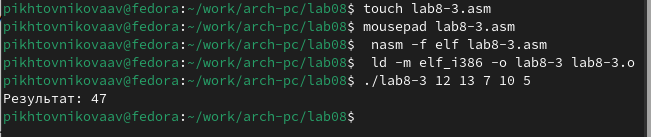 pikhtovnikovaav@fedora:~/work/arch-pc/lab08$ touch lab8-3.asm
pikhtovnikovaav@fedora:~/work/arch-pc/lab08$ mousepad lab8-3.asm
pikhtovnikovaav@fedora:~/work/arch-pc/lab08$  nasm -f elf lab8-3.asm
pikhtovnikovaav@fedora:~/work/arch-pc/lab08$  ld -m elf_i386 -o lab8-3 lab8-3.o
pikhtovnikovaav@fedora:~/work/arch-pc/lab08$ ./lab8-3 12 13 7 10 5
Результат: 47
pikhtovnikovaav@fedora:~/work/arch-pc/lab08$